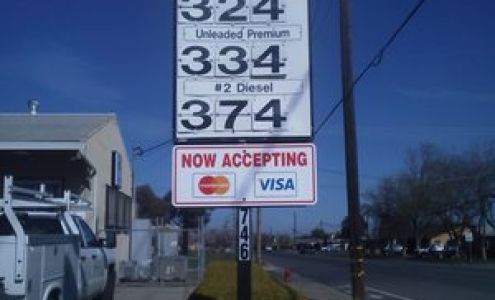 324
Unleaded Premium
334
#2 Diesel
374
NOW ACCEPTING
MasterCard VISA
746